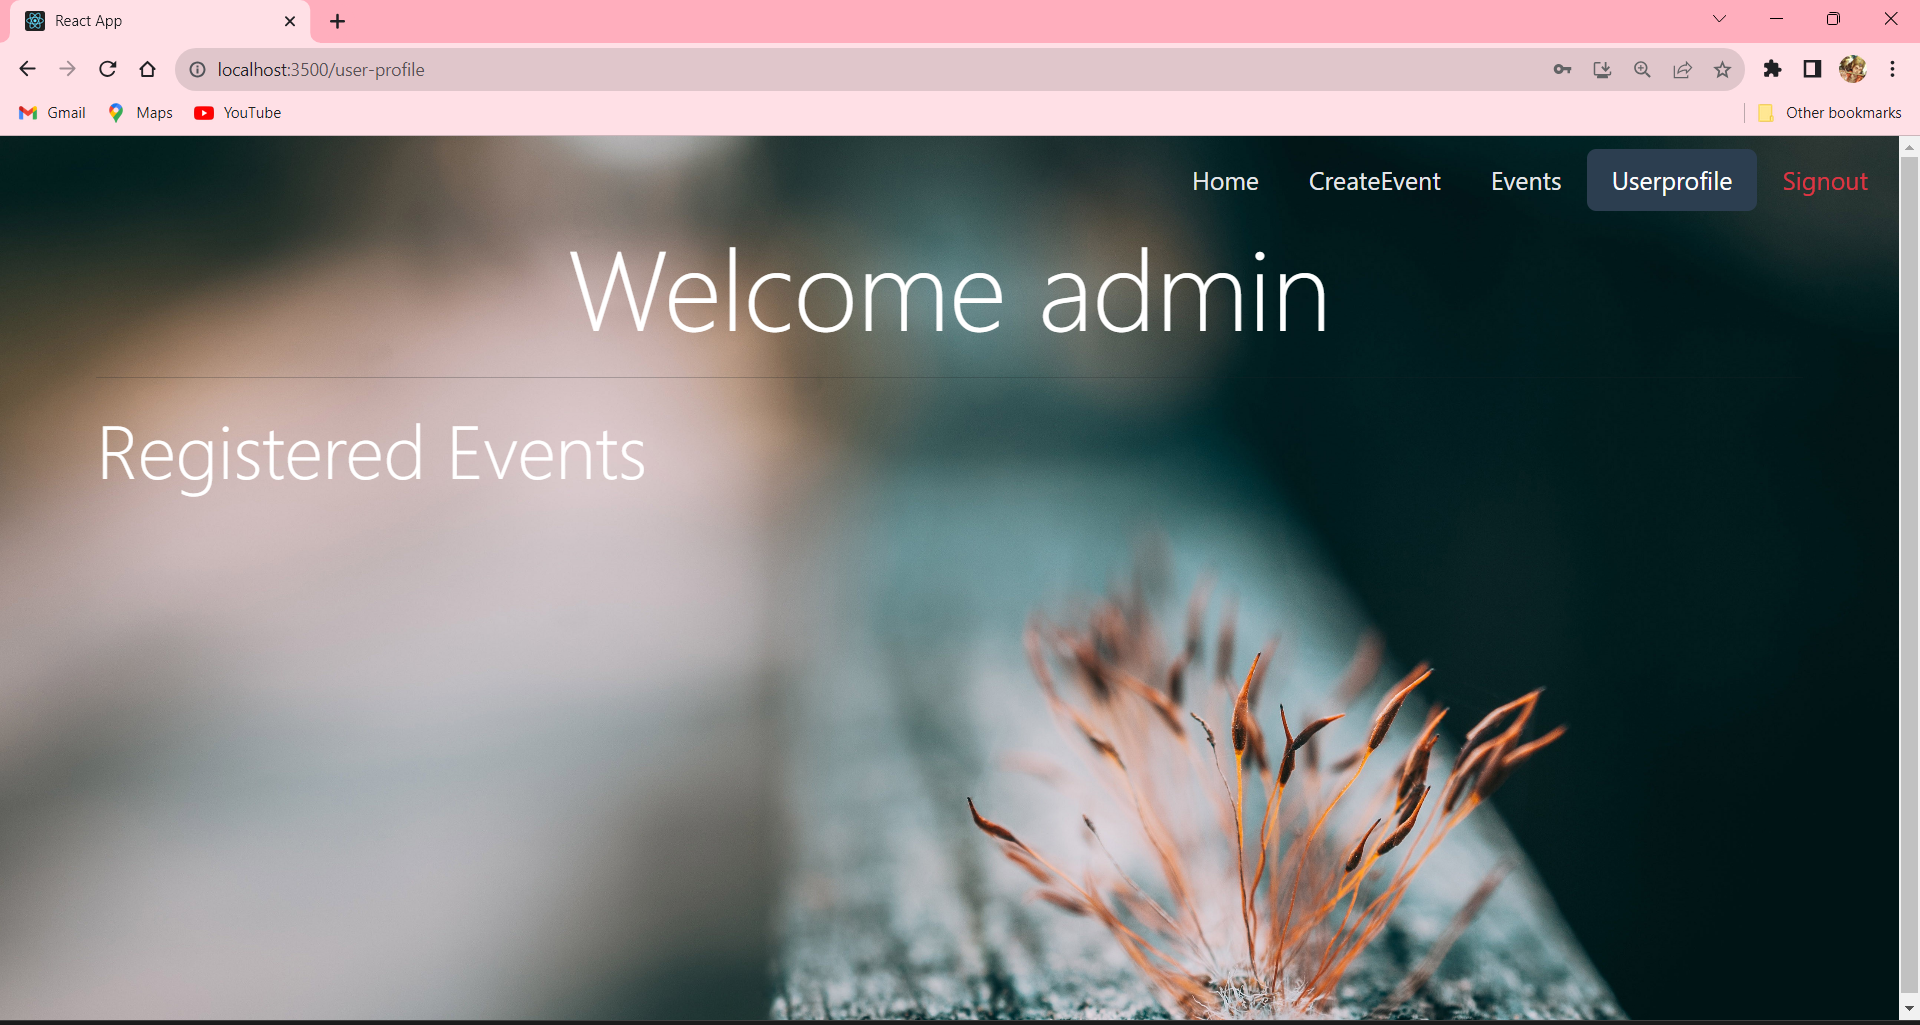 React App
localhost:3500/user-profile
Gmail Maps YouTube Other bookmarks
Home CreateEvent Events Userprofile Signout
Welcome admin
Registered Events